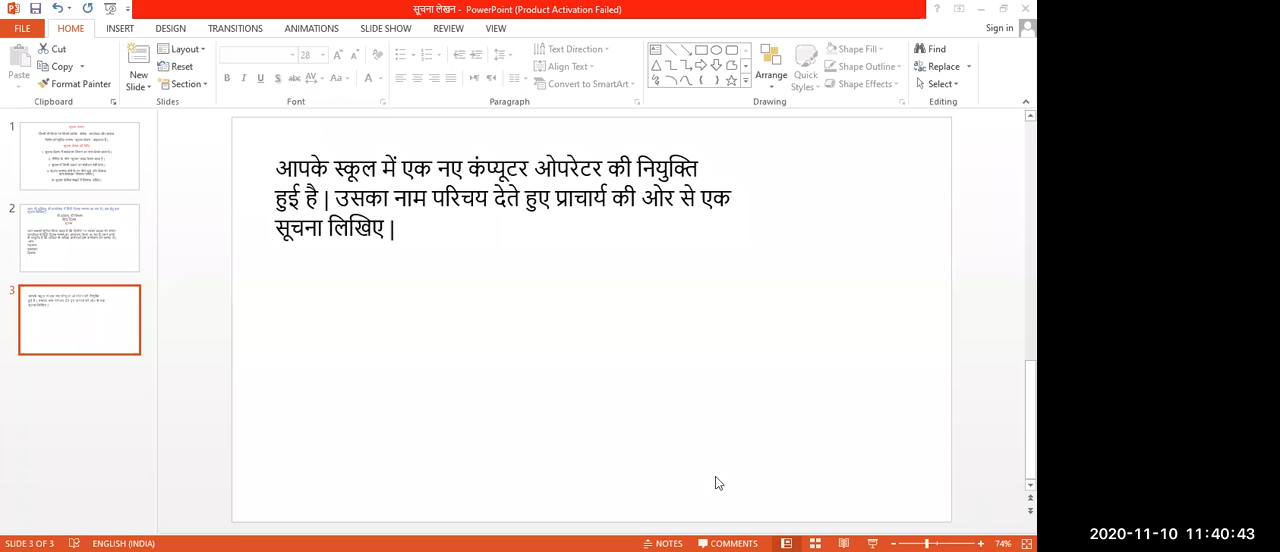 सूचना लेखन - PowerPoint (Product Activation Failed)
FILE HOME INSERT DESIGN TRANSITIONS ANIMATIONS SLIDE SHOW REVIEW VIEW Sign in
Paste Cut Copy Format Painter Clipboard
New Slide Layout Reset Section Slides
28 Font
Text Direction Align Text Convert to SmartArt Paragraph
Arrange Quick Styles Shape Fill Shape Outline Shape Effects Drawing
Find Replace Select Editing
1
2
3
आपके स्कूल में एक नए कंप्यूटर ओपरेटर की नियुक्ति
हुई है | उसका नाम परिचय देते हुए प्राचार्य की ओर से एक
सूचना लिखिए |
SLIDE 3 OF 3 ENGLISH (INDIA) NOTES COMMENTS 74%
2020-11-10 11:40:43